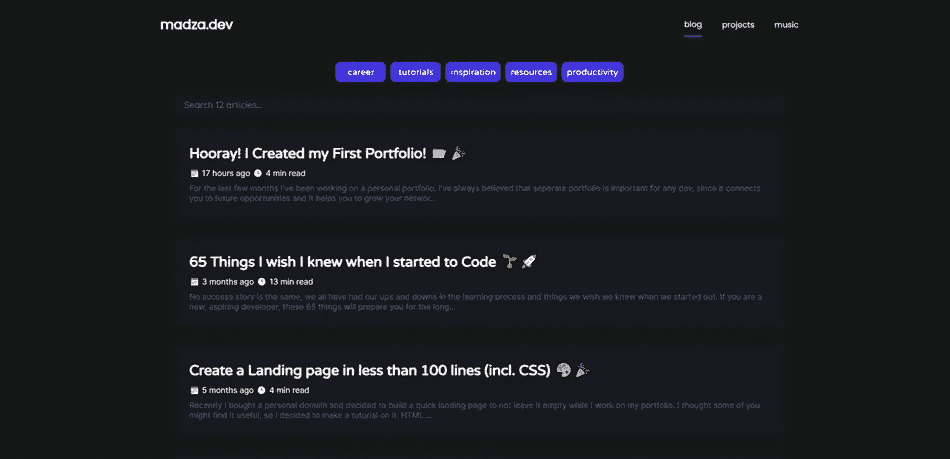 madza.dev
blog projects music
career tutorials inspiration resources productivity
Search 12 articles...
Hooray! I Created my First Portfolio!
17 hours ago 4 min read
For the last few months I've been working on a personal portfolio. I've always believed that seperate portfolio is important for any dev, since it connects
you to future opportunities and it helps you to grow your networ...
65 Things I wish I knew when I started to Code
3 months ago 13 min read
No success story is the same, we all have had our ups and downs in the learning process and things we wish we knew when we started out. If you are a
new, aspiring developer, these 65 things will prepare you for the long...
Create a Landing page in less than 100 lines (incl. CSS)
5 months ago 4 min read
Recently I bought a personal domain and decided to build a quick landing page to not leave it empty while I work on my portfolio. I thought some of you
might find it useful, so I decided to make a tutorial on it. HTML ...